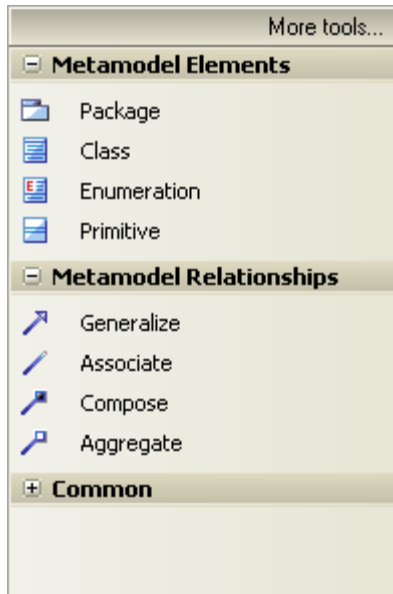 More tools...
Metamodel Elements
Package
Class
Enumeration
Primitive
Metamodel Relationships
Generalize
Associate
Compose
Aggregate
Common